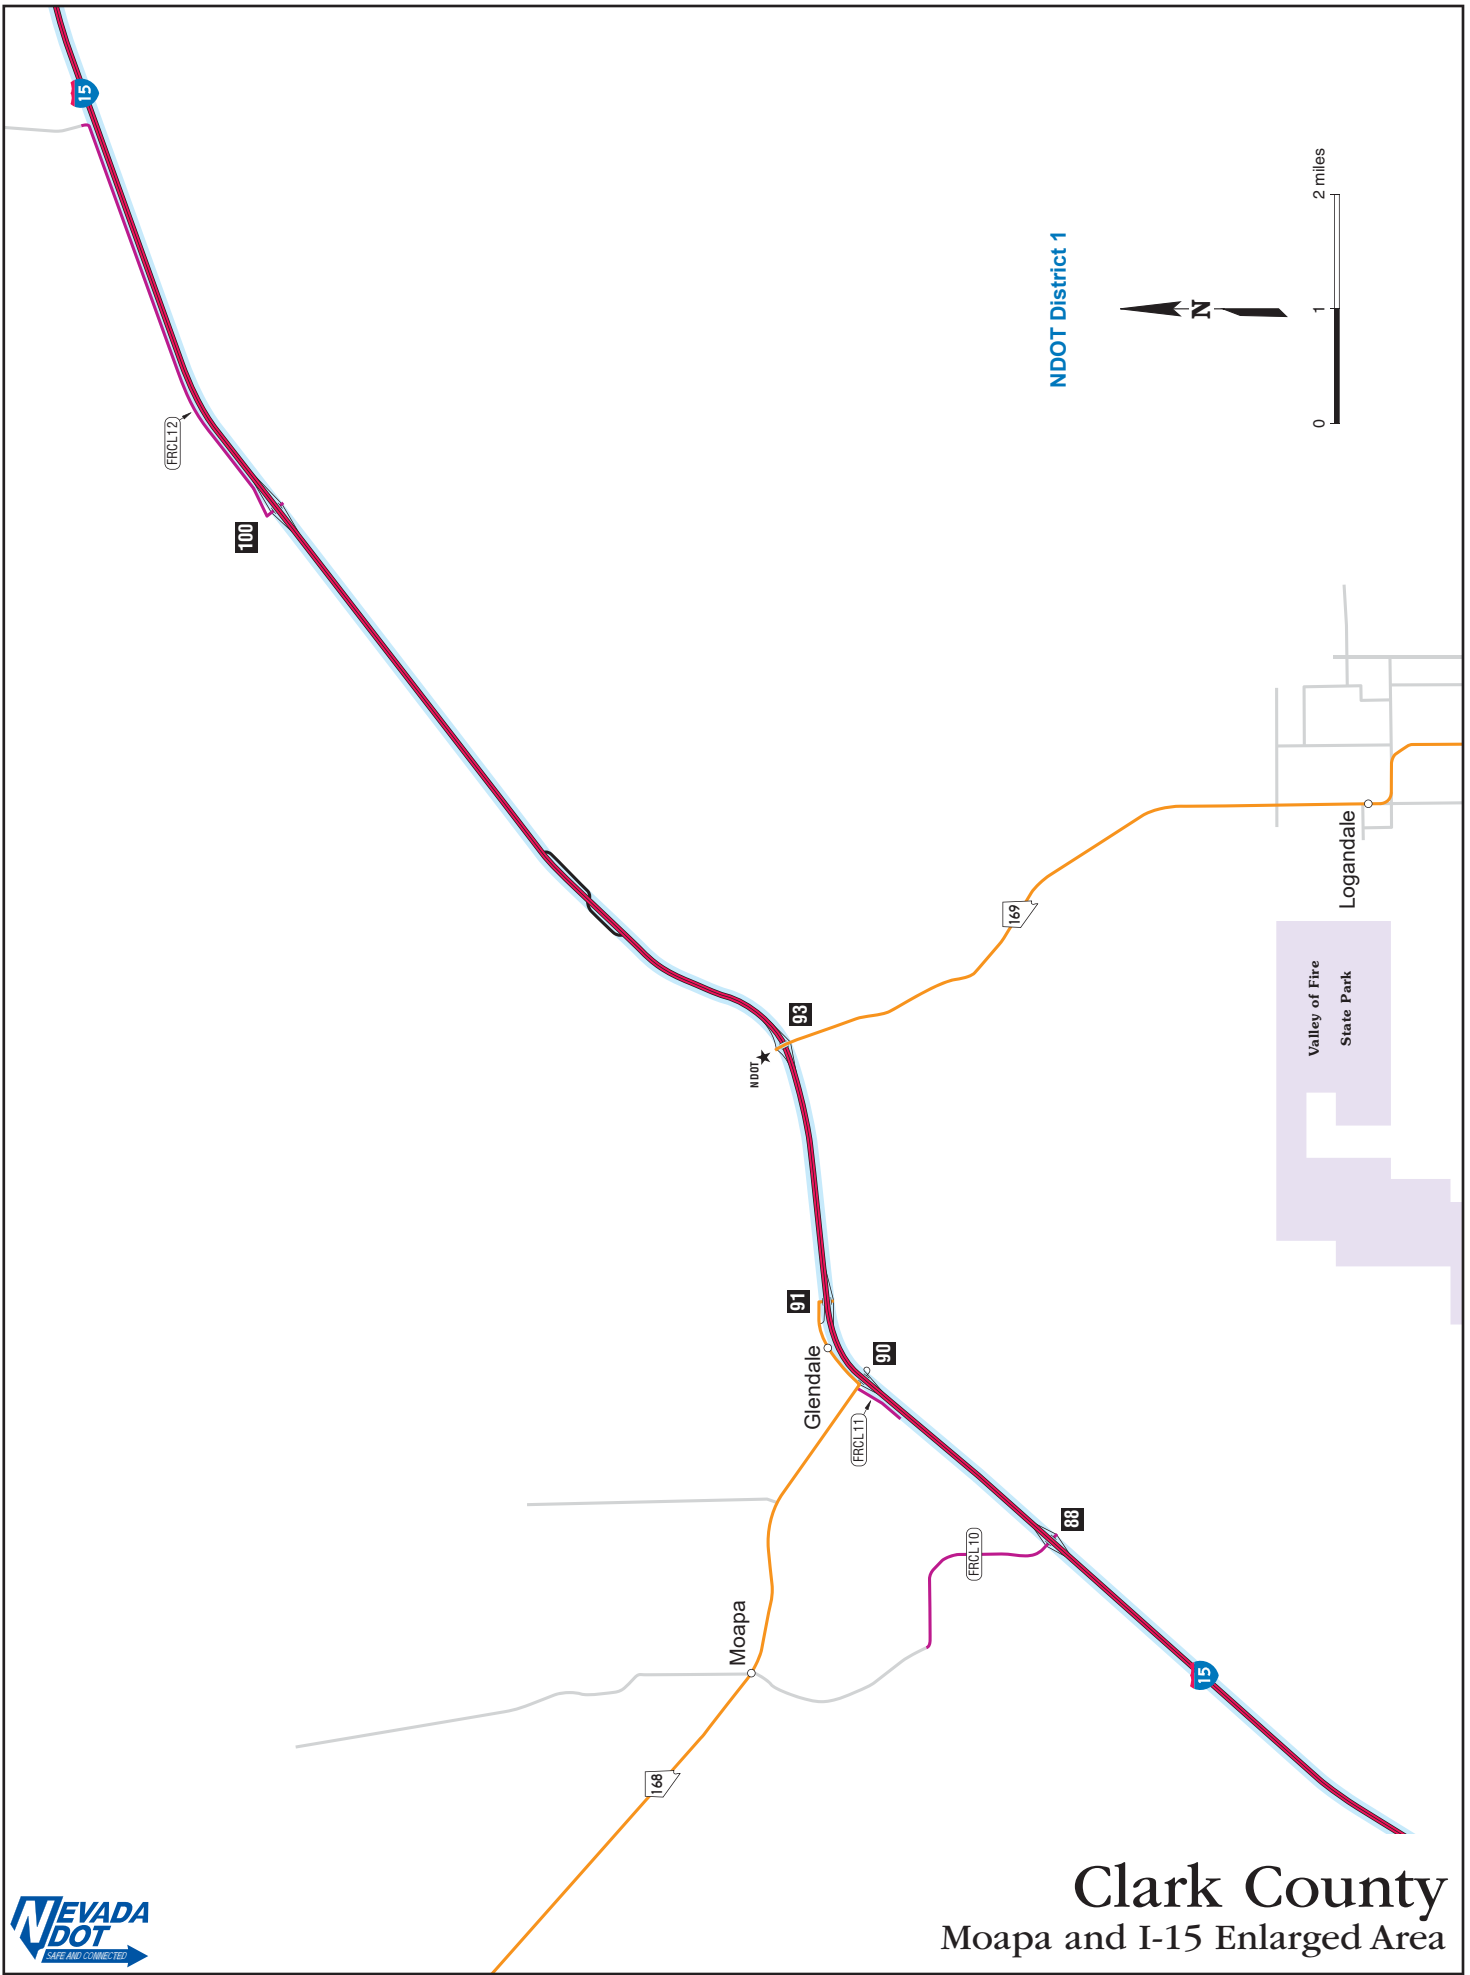 15
FRCL12
100
NDOT District 1
N
0
1
2 miles
93
NDOT
169
Logandale
Valley of Fire
State Park
91
Glendale
90
FRCL11
88
FRCL10
Moapa
15
168
NEVADA
DOT
SAFE AND CONNECTED
Clark County
Moapa and I-15 Enlarged Area